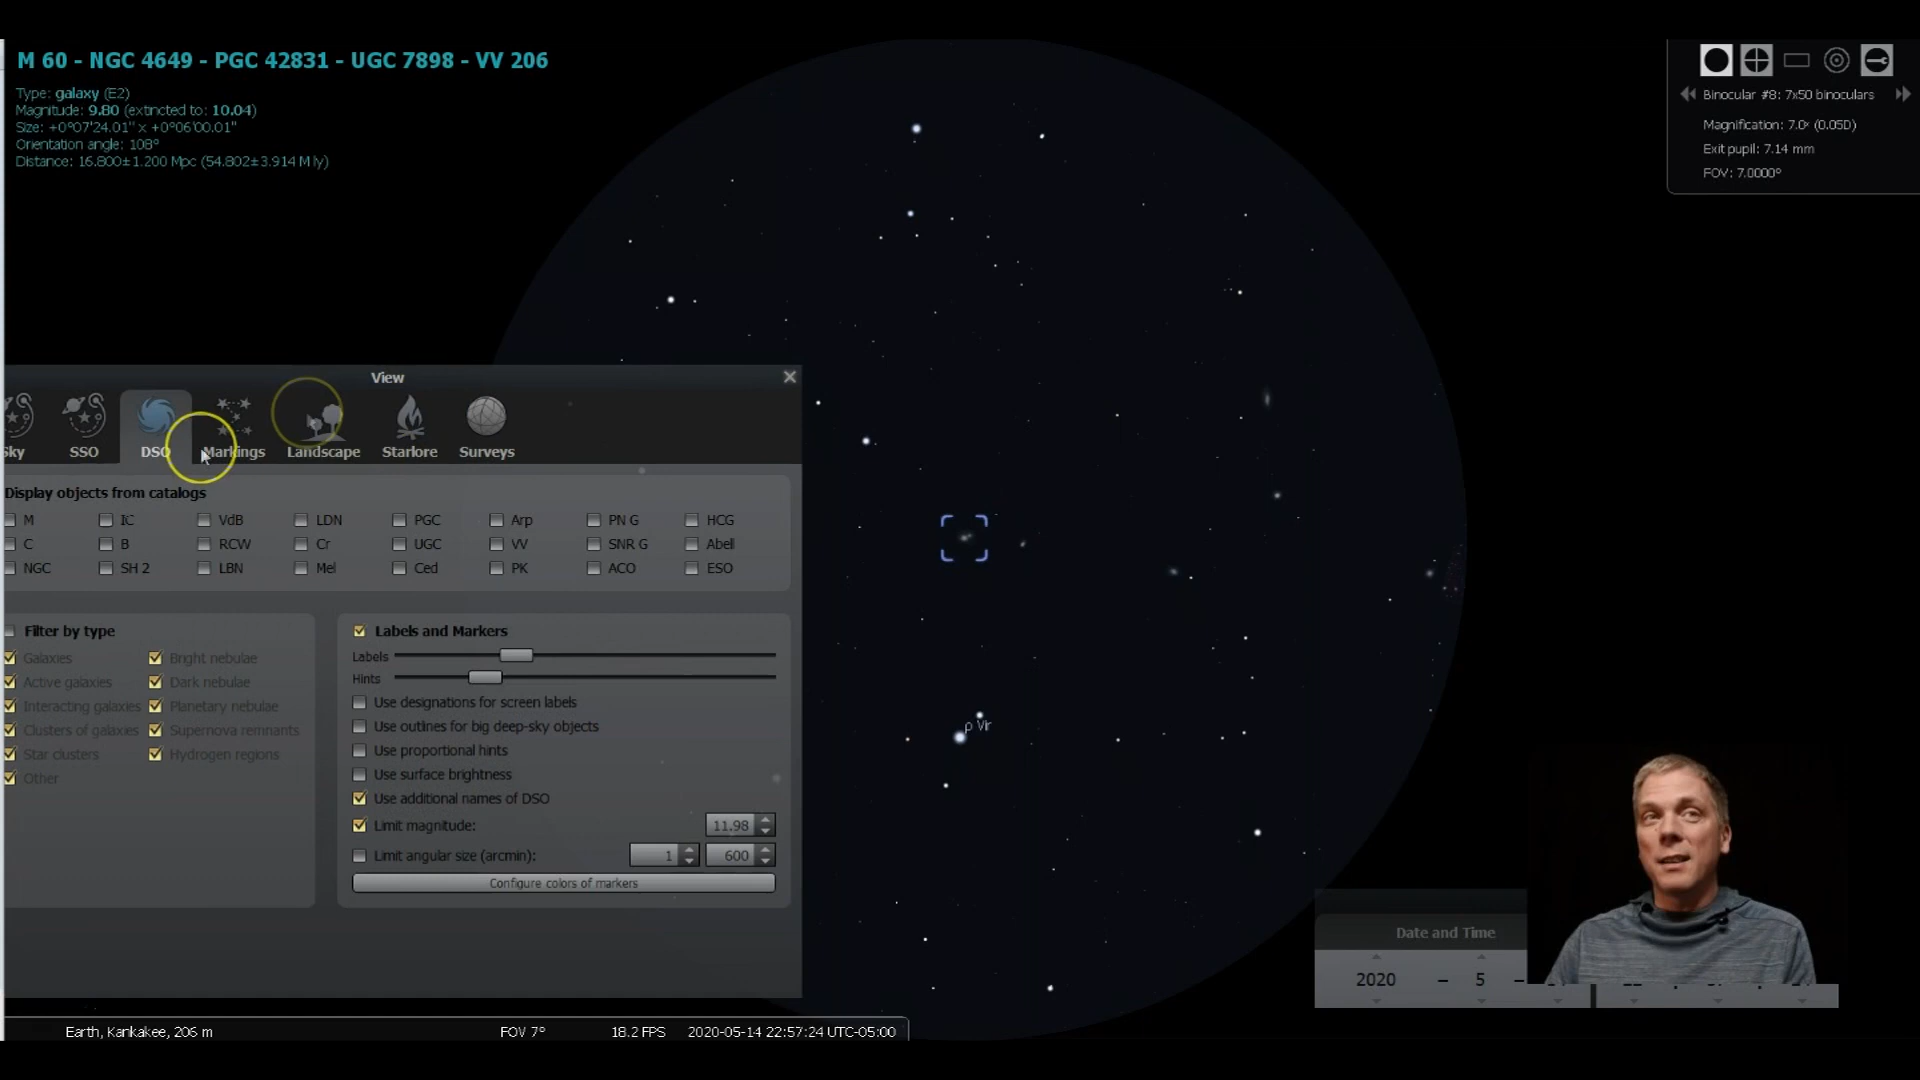 M 60 - NGC 4649 - PGC 42831 - UGC 7898 - VV 206
Type: galaxy (E2)
Magnitude: 9.80 (extincted to: 10.04)
Size: +0°07'24.01" x +0°06'00.01"
Orientation angle: 108°
Distance: 16.800±1.200 Mpc (54.802±3.914 M ly)
Binocular #8: 7x50 binoculars
Magnification: 7.0× (0.05D)
Exit pupil: 7.14 mm
FOV: 7.0000°
View
Sky SSO DSO Markings Landscape Starlore Surveys
Display objects from catalogs
M IC VdB LDN PGC Arp PN G HCG
C B RCW Cr UGC VV SNR G Abell
NGC SH 2 LBN Mel Ced PK ACO ESO
Filter by type
Galaxies Bright nebulae
Active galaxies Dark nebulae
Interacting galaxies Planetary nebulae
Clusters of galaxies Supernova remnants
Star clusters Hydrogen regions
Other
Labels and Markers
Labels
Hints
Use designations for screen labels
Use outlines for big deep-sky objects
Use proportional hints
Use surface brightness
Use additional names of DSO
Limit magnitude: 11.98
Limit angular size (arcmin): 1 600
Configure colors of markers
ρ Vir
Date and Time
2020 - 5 -
Earth, Kankakee, 206 m FOV 7° 18.2 FPS 2020-05-14 22:57:24 UTC-05:00